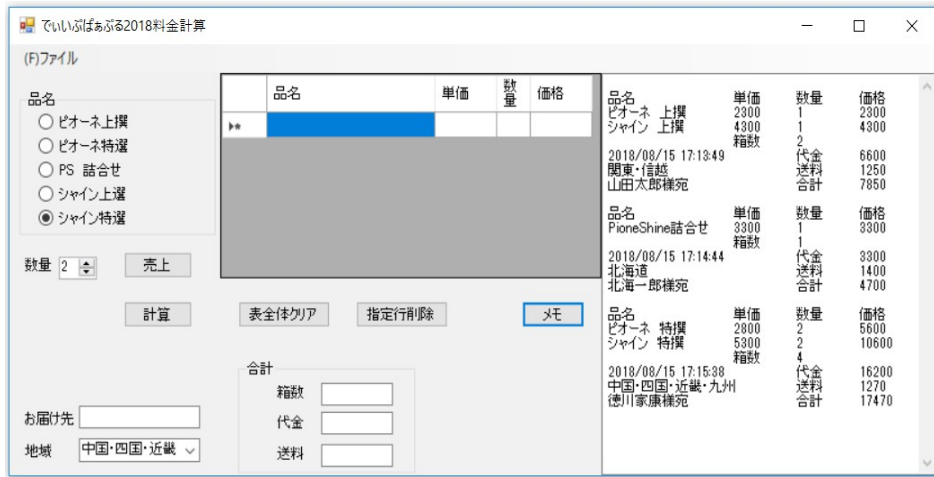 でぃいぷぱぁぷる2018料金計算
(F)ファイル
品名
ピオーネ上撰
ピオーネ特選
PS 詰合せ
シャイン上選
シャイン特選
数量 2 売上
計算
お届け先
地域 中国・四国・近畿
品名 単価 数量 価格
表全体クリア 指定行削除 メモ
合計
箱数
代金
送料
品名 単価 数量 価格
ピオーネ 上撰 2300 1 2300
シャイン 上撰 4300 1 4300
箱数 2
2018/08/15 17:13:49 代金 6600
関東・信越 送料 1250
山田太郎様宛 合計 7850
品名 単価 数量 価格
PioneShine詰合せ 3300 1 3300
箱数 1
2018/08/15 17:14:44 代金 3300
北海道 送料 1400
北海一郎様宛 合計 4700
品名 単価 数量 価格
ピオーネ 特撰 2800 2 5600
シャイン 特撰 5300 2 10600
箱数 4
2018/08/15 17:15:38 代金 16200
中国・四国・近畿・九州 送料 1270
徳川家康様宛 合計 17470